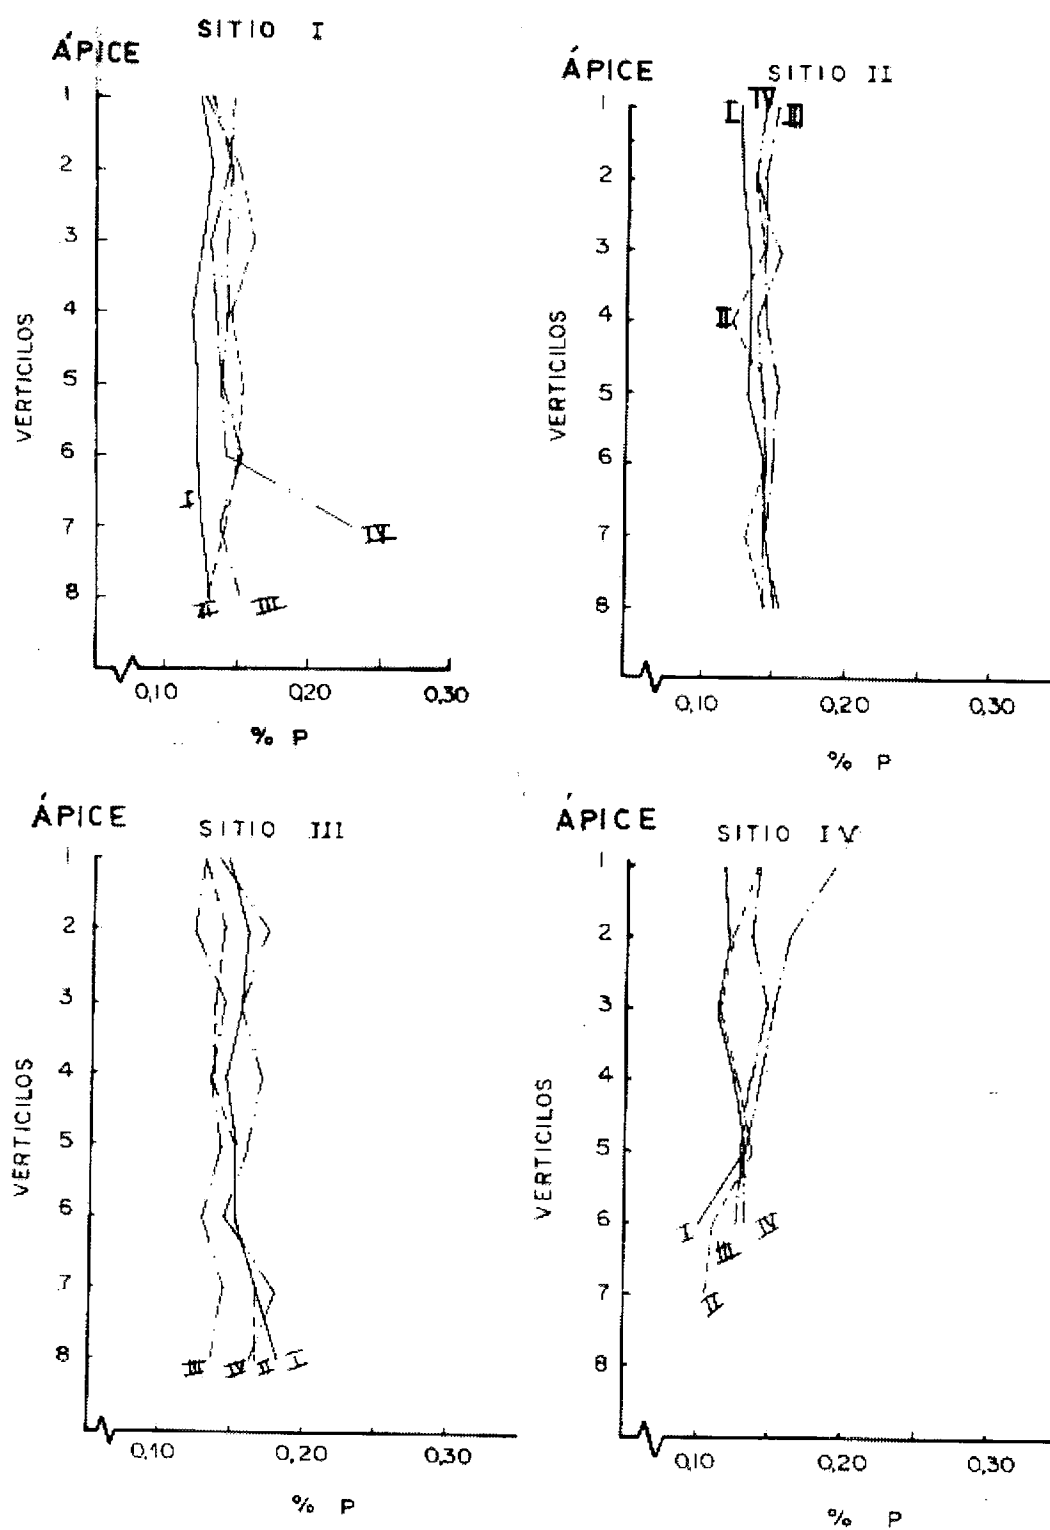 SITIO I
ÁPICE
1
2
3
4
5
6
7
8
VERTICILOS
I
IV
II
III
0,10
0,20
0,30
% P
ÁPICE
SITIO II
I
IV
III
II
1
2
3
4
5
6
7
8
VERTICILOS
0,10
0,20
0,30
% P
ÁPICE
SITIO III
1
2
3
4
5
6
7
8
VERTICILOS
III
IV
II
I
0,10
0,20
% P
ÁPICE
SITIO IV
1
2
3
4
5
6
7
8
VERTICILOS
I
III
IV
II
0,10
0,20
0,30
% P